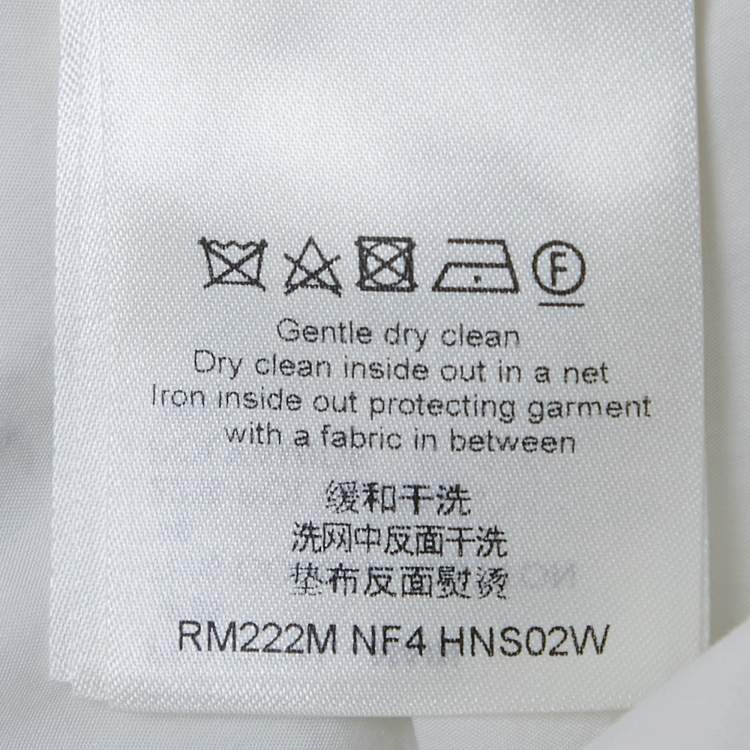 F
Gentle dry clean
Dry clean inside out in a net
Iron inside out protecting garment
with a fabric in between
缓和干洗
洗网中反面干洗
垫布反面熨烫
RM222M NF4 HNS02W